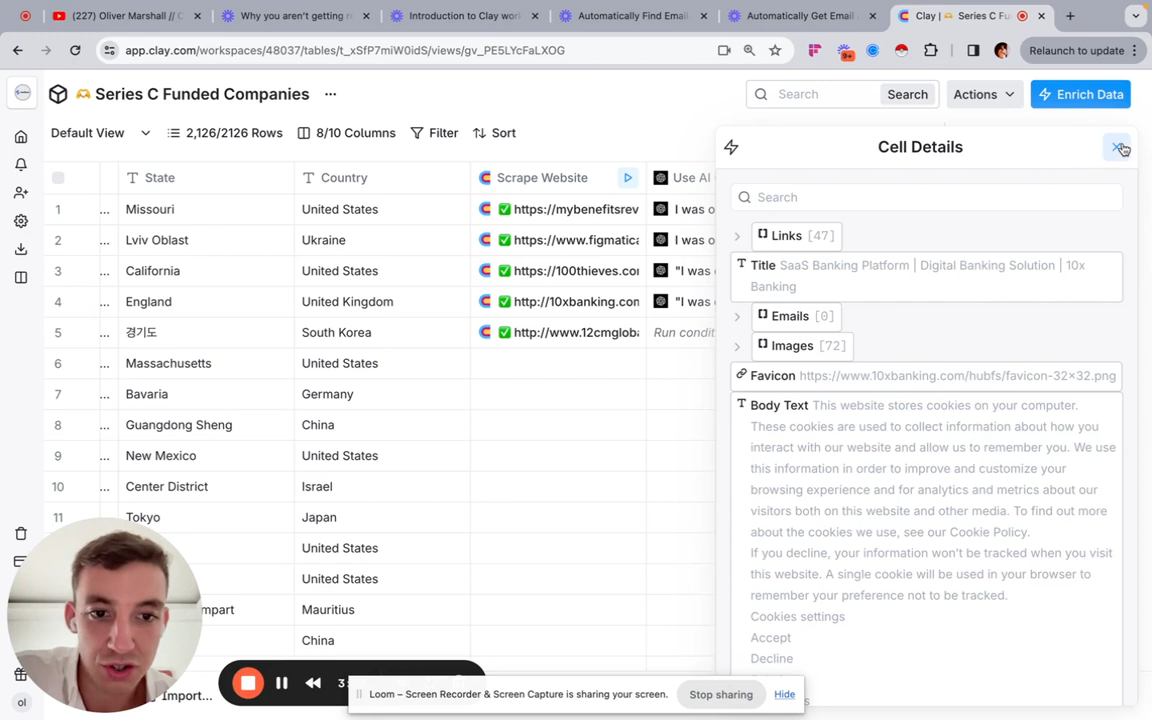 (227) Oliver Marshall // C
Why you aren't getting re
Introduction to Clay work
Automatically Find Email
Automatically Get Email a
Clay | Series C Fu
app.clay.com/workspaces/48037/tables/t_xSfP7miW0idS/views/gv_PE5LYcFaLXOG
9+
Relaunch to update
Series C Funded Companies
Search
Search
Actions
Enrich Data
Default View
2,126/2126 Rows
8/10 Columns
Filter
Sort
Cell Details
State
Country
Scrape Website
Use AI
1 ... Missouri United States ✅ https://mybenefitsrev I was o
2 ... Lviv Oblast Ukraine ✅ https://www.figmatica I was o
3 ... California United States ✅ https://100thieves.cor "I was
4 ... England United Kingdom ✅ http://10xbanking.con "I was
5 ... 경기도 South Korea ✅ http://www.12cmgloba Run condit
6 ... Massachusetts United States
7 ... Bavaria Germany
8 ... Guangdong Sheng China
9 ... New Mexico United States
10 ... Center District Israel
11 ... Tokyo Japan
United States
United States
mpart Mauritius
China
Import...
ol
Search
Links [47]
Title SaaS Banking Platform | Digital Banking Solution | 10x
Banking
Emails [0]
Images [72]
Favicon https://www.10xbanking.com/hubfs/favicon-32×32.png
Body Text This website stores cookies on your computer.
These cookies are used to collect information about how you
interact with our website and allow us to remember you. We use
this information in order to improve and customize your
browsing experience and for analytics and metrics about our
visitors both on this website and other media. To find out more
about the cookies we use, see our Cookie Policy.
If you decline, your information won't be tracked when you visit
this website. A single cookie will be used in your browser to
remember your preference not to be tracked.
Cookies settings
Accept
Decline
Loom – Screen Recorder & Screen Capture is sharing your screen.
Stop sharing
Hide